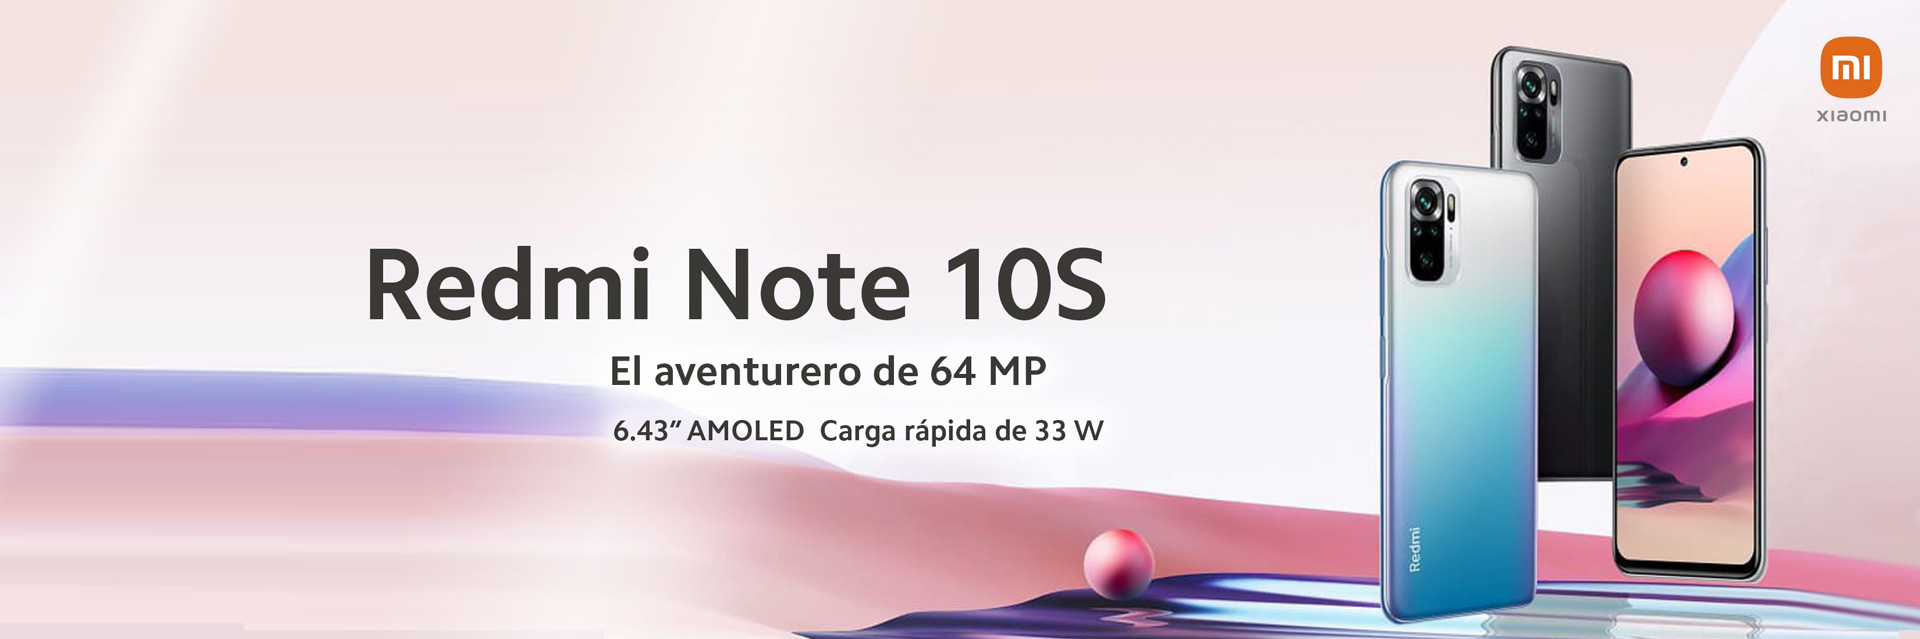 mi
xiaomi
Redmi Note 10S
El aventurero de 64 MP
6.43” AMOLED Carga rápida de 33 W
Redmi